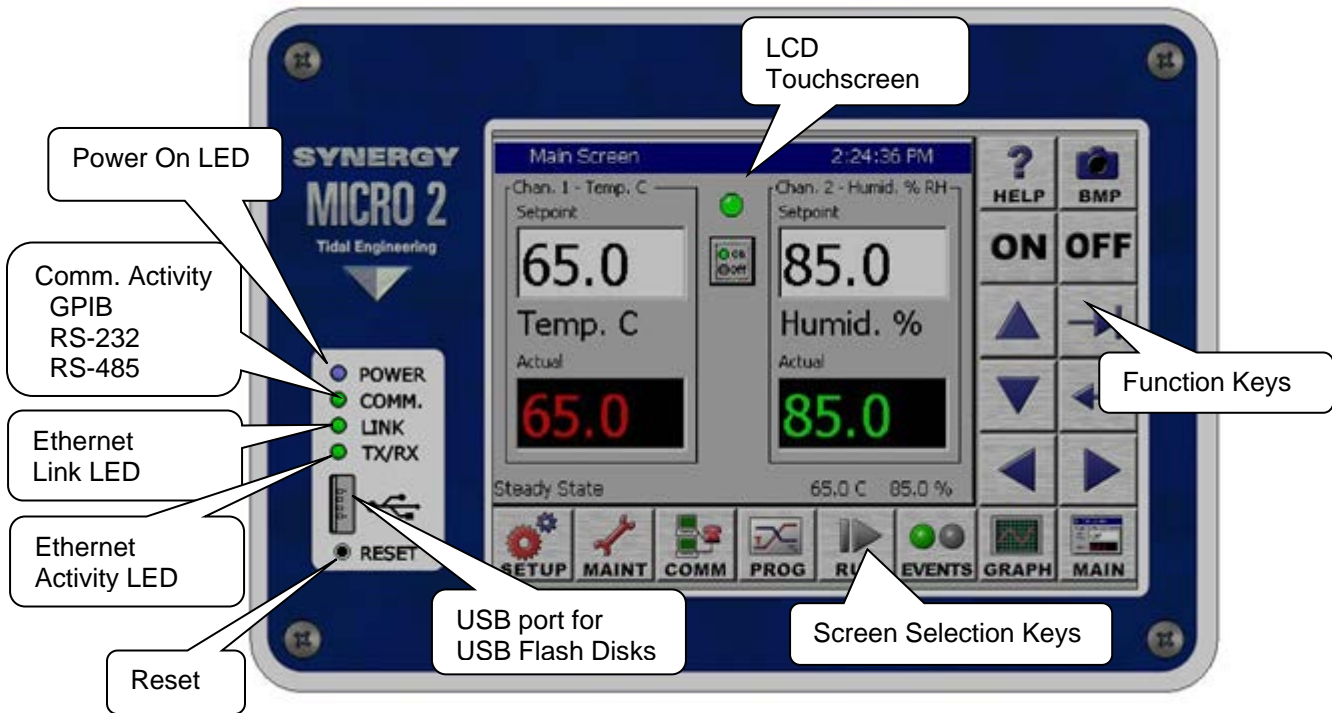 LCD
Touchscreen
Power On LED
SYNERGY
MICRO 2
Tidal Engineering
Comm. Activity
GPIB
RS-232
RS-485
Ethernet
Link LED
Ethernet
Activity LED
Reset
POWER
COMM.
LINK
TX/RX
RESET
USB port for
USB Flash Disks
Main Screen 2:24:36 PM
Chan. 1 - Temp. C
Setpoint
65.0
Temp. C
Actual
65.0
ON
OFF
Chan. 2 - Humid. % RH
Setpoint
85.0
Humid. %
Actual
85.0
Steady State 65.0 C 85.0 %
HELP
BMP
ON
OFF
Function Keys
SETUP
MAINT
COMM
PROG
EVENTS
GRAPH
MAIN
Screen Selection Keys